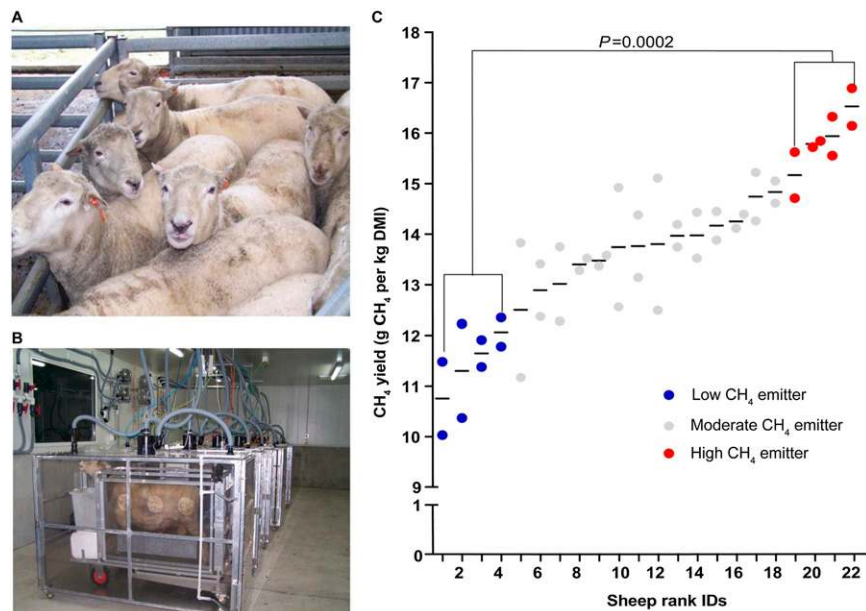 A
B
C
P=0.0002
18
17
16
15
14
13
12
11
10
9
1
0
CH₄ yield (g CH₄ per kg DMI)
Low CH₄ emitter
Moderate CH₄ emitter
High CH₄ emitter
2 4 6 8 10 12 14 16 18 20 22
Sheep rank IDs